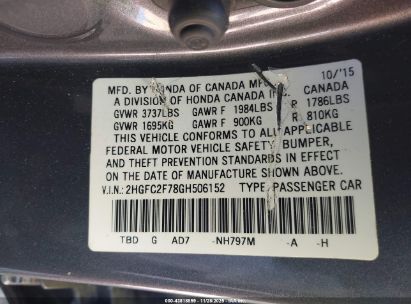 10/'15
MFD. BY HONDA OF CANADA MFG. CANADA
A DIVISION OF HONDA CANADA INC.
GVWR 3737LBS GAWR F 1984LBS R 1786LBS
GVWR 1695KG GAWR F 900KG 810KG
THIS VEHICLE CONFORMS TO ALL APPLICABLE
FEDERAL MOTOR VEHICLE SAFETY, BUMPER,
AND THEFT PREVENTION STANDARDS IN EFFECT
ON THE DATE OF MANUFACTURE SHOWN ABOVE.
V.I.N.: 2HGFC2F78GH506152 TYPE: PASSENGER CAR
TBD G AD7 -NH797M -A -H